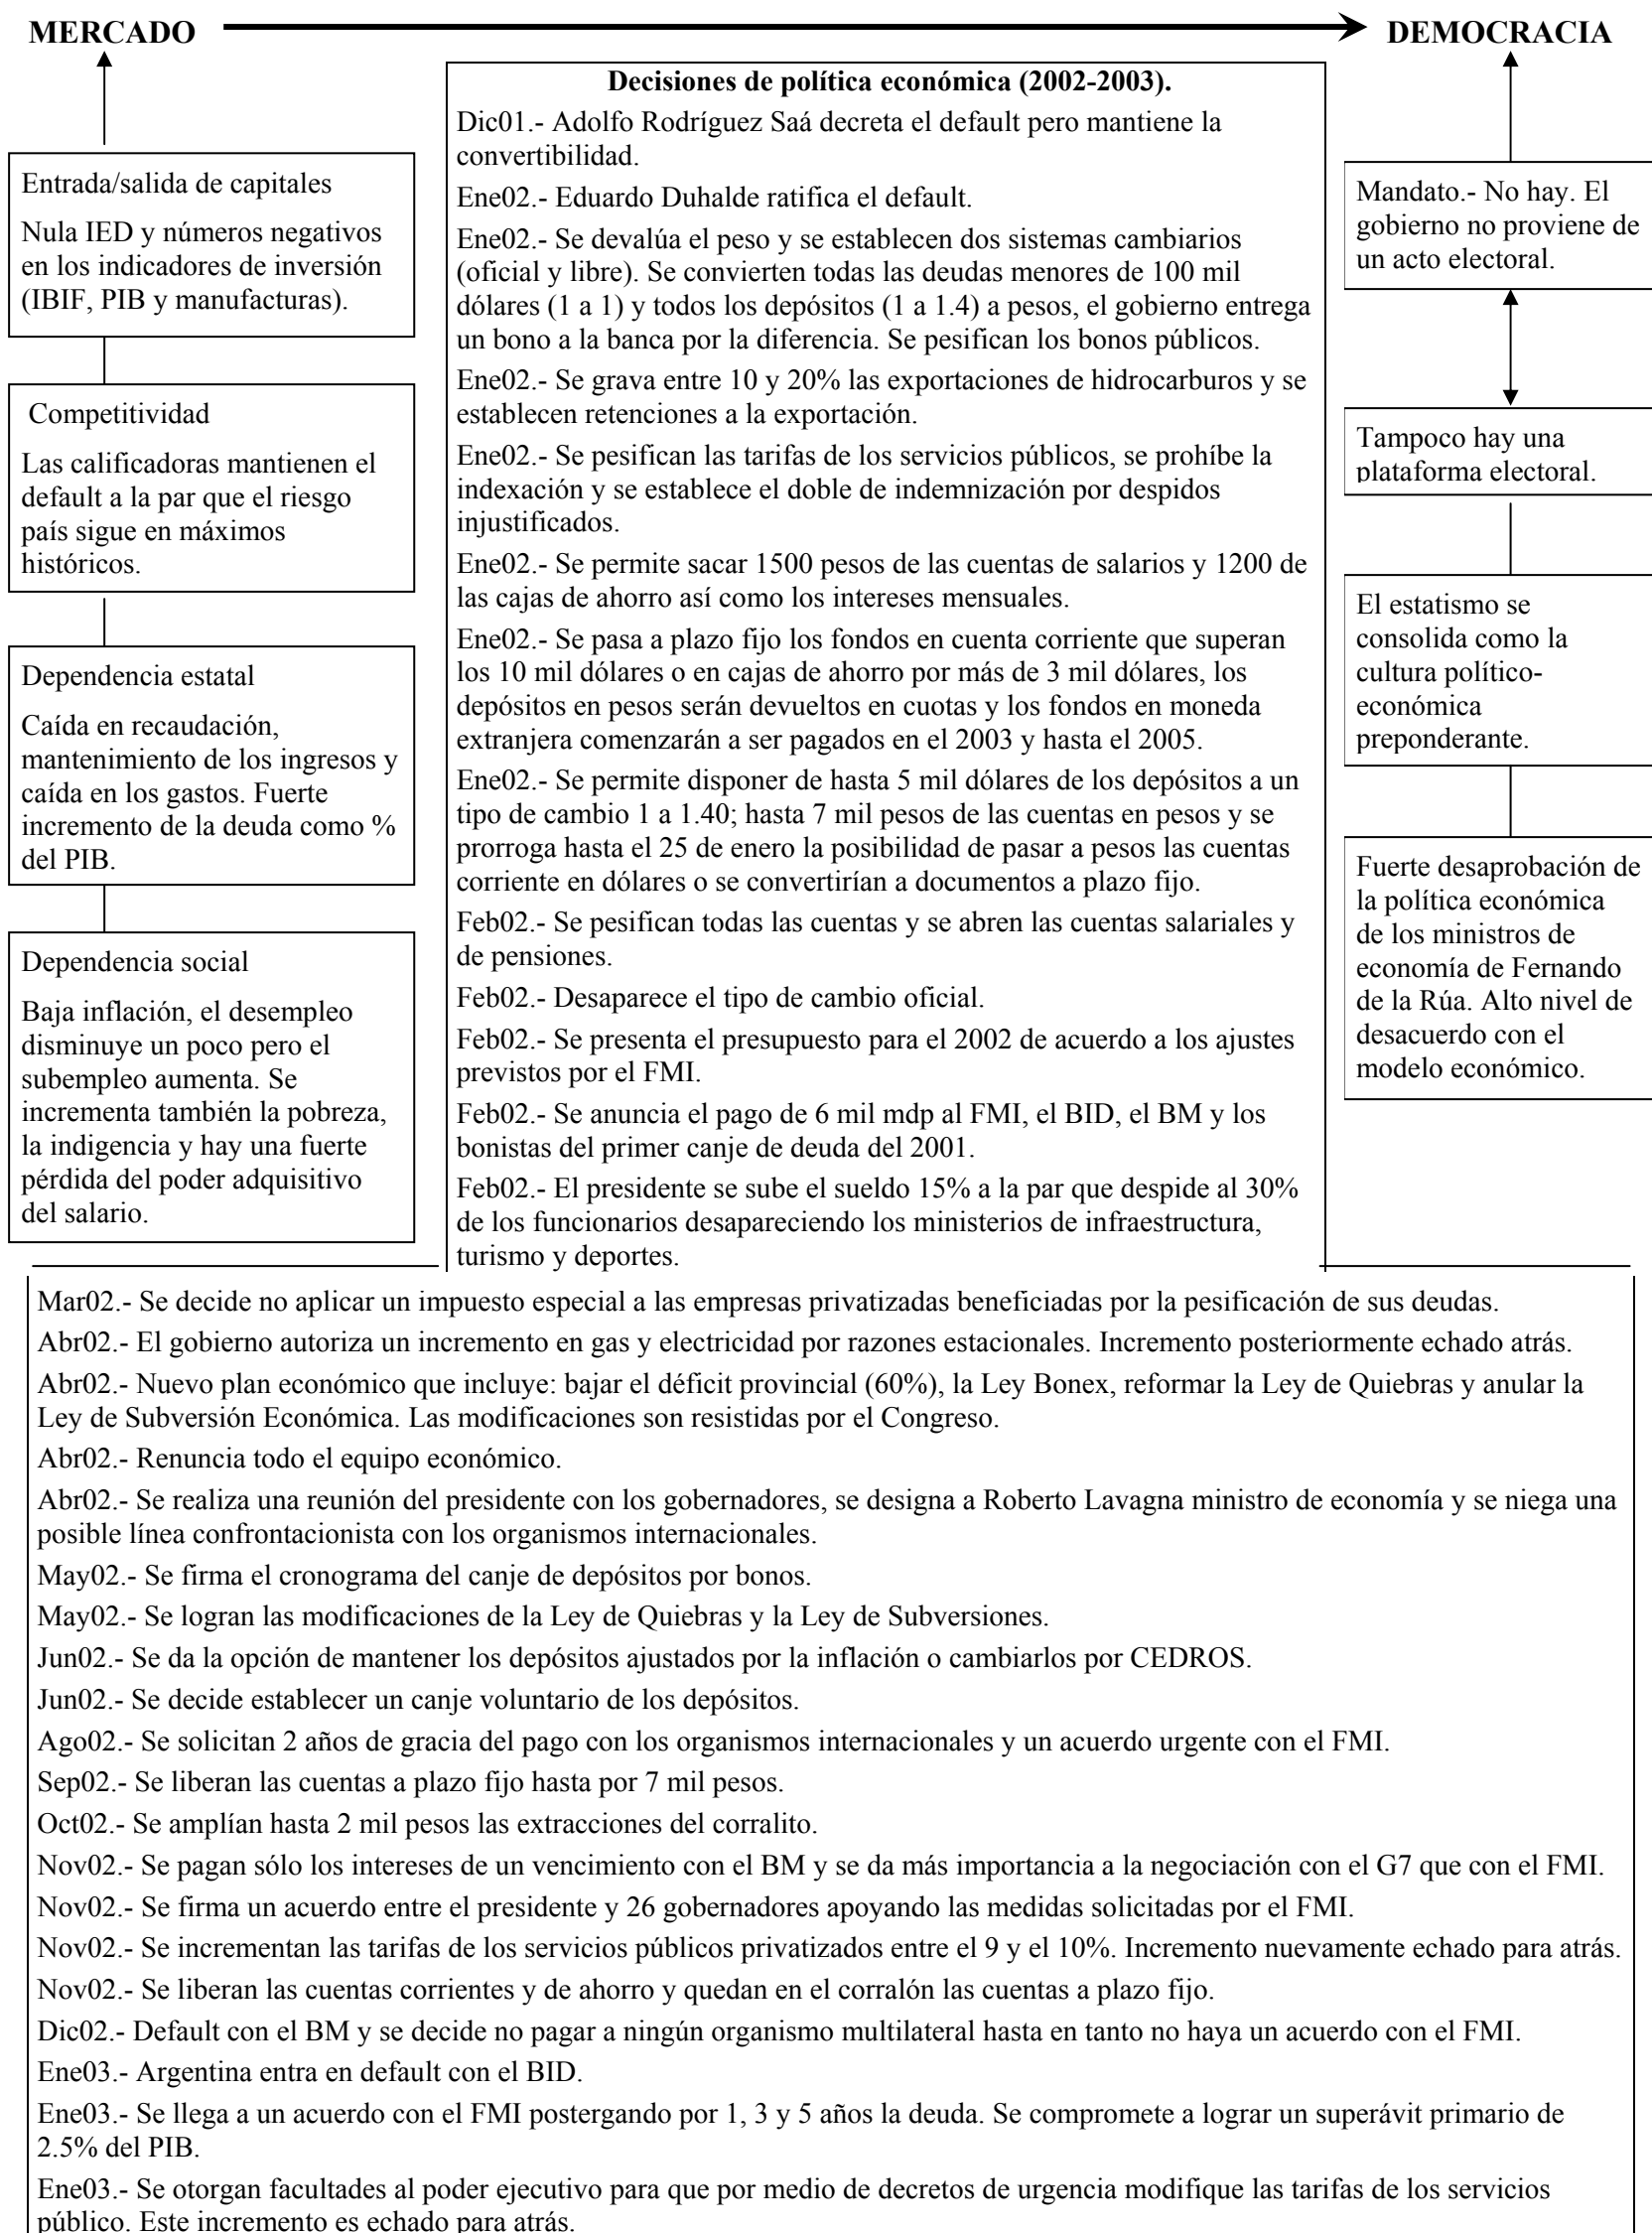 MERCADO
DEMOCRACIA
Entrada/salida de capitales
Nula IED y números negativos
en los indicadores de inversión
(IBIF, PIB y manufacturas).
Competitividad
Las calificadoras mantienen el
default a la par que el riesgo
país sigue en máximos
históricos.
Dependencia estatal
Caída en recaudación,
mantenimiento de los ingresos y
caída en los gastos. Fuerte
incremento de la deuda como %
del PIB.
Dependencia social
Baja inflación, el desempleo
disminuye un poco pero el
subempleo aumenta. Se
incrementa también la pobreza,
la indigencia y hay una fuerte
pérdida del poder adquisitivo
del salario.
Decisiones de política económica (2002-2003).
Dic01.- Adolfo Rodríguez Saá decreta el default pero mantiene la
convertibilidad.
Ene02.- Eduardo Duhalde ratifica el default.
Ene02.- Se devalúa el peso y se establecen dos sistemas cambiarios
(oficial y libre). Se convierten todas las deudas menores de 100 mil
dólares (1 a 1) y todos los depósitos (1 a 1.4) a pesos, el gobierno entrega
un bono a la banca por la diferencia. Se pesifican los bonos públicos.
Ene02.- Se grava entre 10 y 20% las exportaciones de hidrocarburos y se
establecen retenciones a la exportación.
Ene02.- Se pesifican las tarifas de los servicios públicos, se prohíbe la
indexación y se establece el doble de indemnización por despidos
injustificados.
Ene02.- Se permite sacar 1500 pesos de las cuentas de salarios y 1200 de
las cajas de ahorro así como los intereses mensuales.
Ene02.- Se pasa a plazo fijo los fondos en cuenta corriente que superan
los 10 mil dólares o en cajas de ahorro por más de 3 mil dólares, los
depósitos en pesos serán devueltos en cuotas y los fondos en moneda
extranjera comenzarán a ser pagados en el 2003 y hasta el 2005.
Ene02.- Se permite disponer de hasta 5 mil dólares de los depósitos a un
tipo de cambio 1 a 1.40; hasta 7 mil pesos de las cuentas en pesos y se
prorroga hasta el 25 de enero la posibilidad de pasar a pesos las cuentas
corriente en dólares o se convertirían a documentos a plazo fijo.
Feb02.- Se pesifican todas las cuentas y se abren las cuentas salariales y
de pensiones.
Feb02.- Desaparece el tipo de cambio oficial.
Feb02.- Se presenta el presupuesto para el 2002 de acuerdo a los ajustes
previstos por el FMI.
Feb02.- Se anuncia el pago de 6 mil mdp al FMI, el BID, el BM y los
bonistas del primer canje de deuda del 2001.
Feb02.- El presidente se sube el sueldo 15% a la par que despide al 30%
de los funcionarios desapareciendo los ministerios de infraestructura,
turismo y deportes.
Mandato.- No hay. El
gobierno no proviene de
un acto electoral.
Tampoco hay una
plataforma electoral.
El estatismo se
consolida como la
cultura político-
económica
preponderante.
Fuerte desaprobación de
la política económica
de los ministros de
economía de Fernando
de la Rúa. Alto nivel de
desacuerdo con el
modelo económico.
Mar02.- Se decide no aplicar un impuesto especial a las empresas privatizadas beneficiadas por la pesificación de sus deudas.
Abr02.- El gobierno autoriza un incremento en gas y electricidad por razones estacionales. Incremento posteriormente echado atrás.
Abr02.- Nuevo plan económico que incluye: bajar el déficit provincial (60%), la Ley Bonex, reformar la Ley de Quiebras y anular la
Ley de Subversión Económica. Las modificaciones son resistidas por el Congreso.
Abr02.- Renuncia todo el equipo económico.
Abr02.- Se realiza una reunión del presidente con los gobernadores, se designa a Roberto Lavagna ministro de economía y se niega una
posible línea confrontacionista con los organismos internacionales.
May02.- Se firma el cronograma del canje de depósitos por bonos.
May02.- Se logran las modificaciones de la Ley de Quiebras y la Ley de Subversiones.
Jun02.- Se da la opción de mantener los depósitos ajustados por la inflación o cambiarlos por CEDROS.
Jun02.- Se decide establecer un canje voluntario de los depósitos.
Ago02.- Se solicitan 2 años de gracia del pago con los organismos internacionales y un acuerdo urgente con el FMI.
Sep02.- Se liberan las cuentas a plazo fijo hasta por 7 mil pesos.
Oct02.- Se amplían hasta 2 mil pesos las extracciones del corralito.
Nov02.- Se pagan sólo los intereses de un vencimiento con el BM y se da más importancia a la negociación con el G7 que con el FMI.
Nov02.- Se firma un acuerdo entre el presidente y 26 gobernadores apoyando las medidas solicitadas por el FMI.
Nov02.- Se incrementan las tarifas de los servicios públicos privatizados entre el 9 y el 10%. Incremento nuevamente echado para atrás.
Nov02.- Se liberan las cuentas corrientes y de ahorro y quedan en el corralón las cuentas a plazo fijo.
Dic02.- Default con el BM y se decide no pagar a ningún organismo multilateral hasta en tanto no haya un acuerdo con el FMI.
Ene03.- Argentina entra en default con el BID.
Ene03.- Se llega a un acuerdo con el FMI postergando por 1, 3 y 5 años la deuda. Se compromete a lograr un superávit primario de
2.5% del PIB.
Ene03.- Se otorgan facultades al poder ejecutivo para que por medio de decretos de urgencia modifique las tarifas de los servicios
público. Este incremento es echado para atrás.